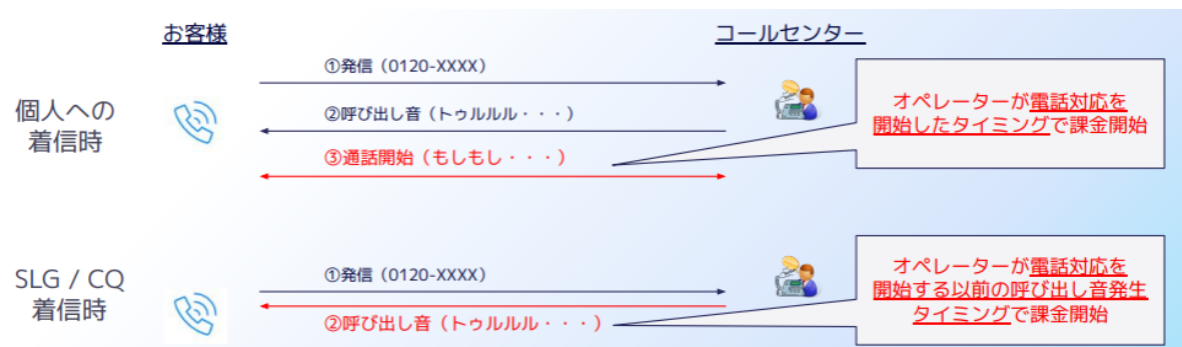 お客様
コールセンター
個人への
着信時
①発信（0120-XXXX）
②呼び出し音（トゥルルル・・・）
③通話開始（もしもし・・・）
オペレーターが電話対応を
開始したタイミングで課金開始
SLG / CQ
着信時
①発信（0120-XXXX）
②呼び出し音（トゥルルル・・・）
オペレーターが電話対応を
開始する以前の呼び出し音発生
タイミングで課金開始